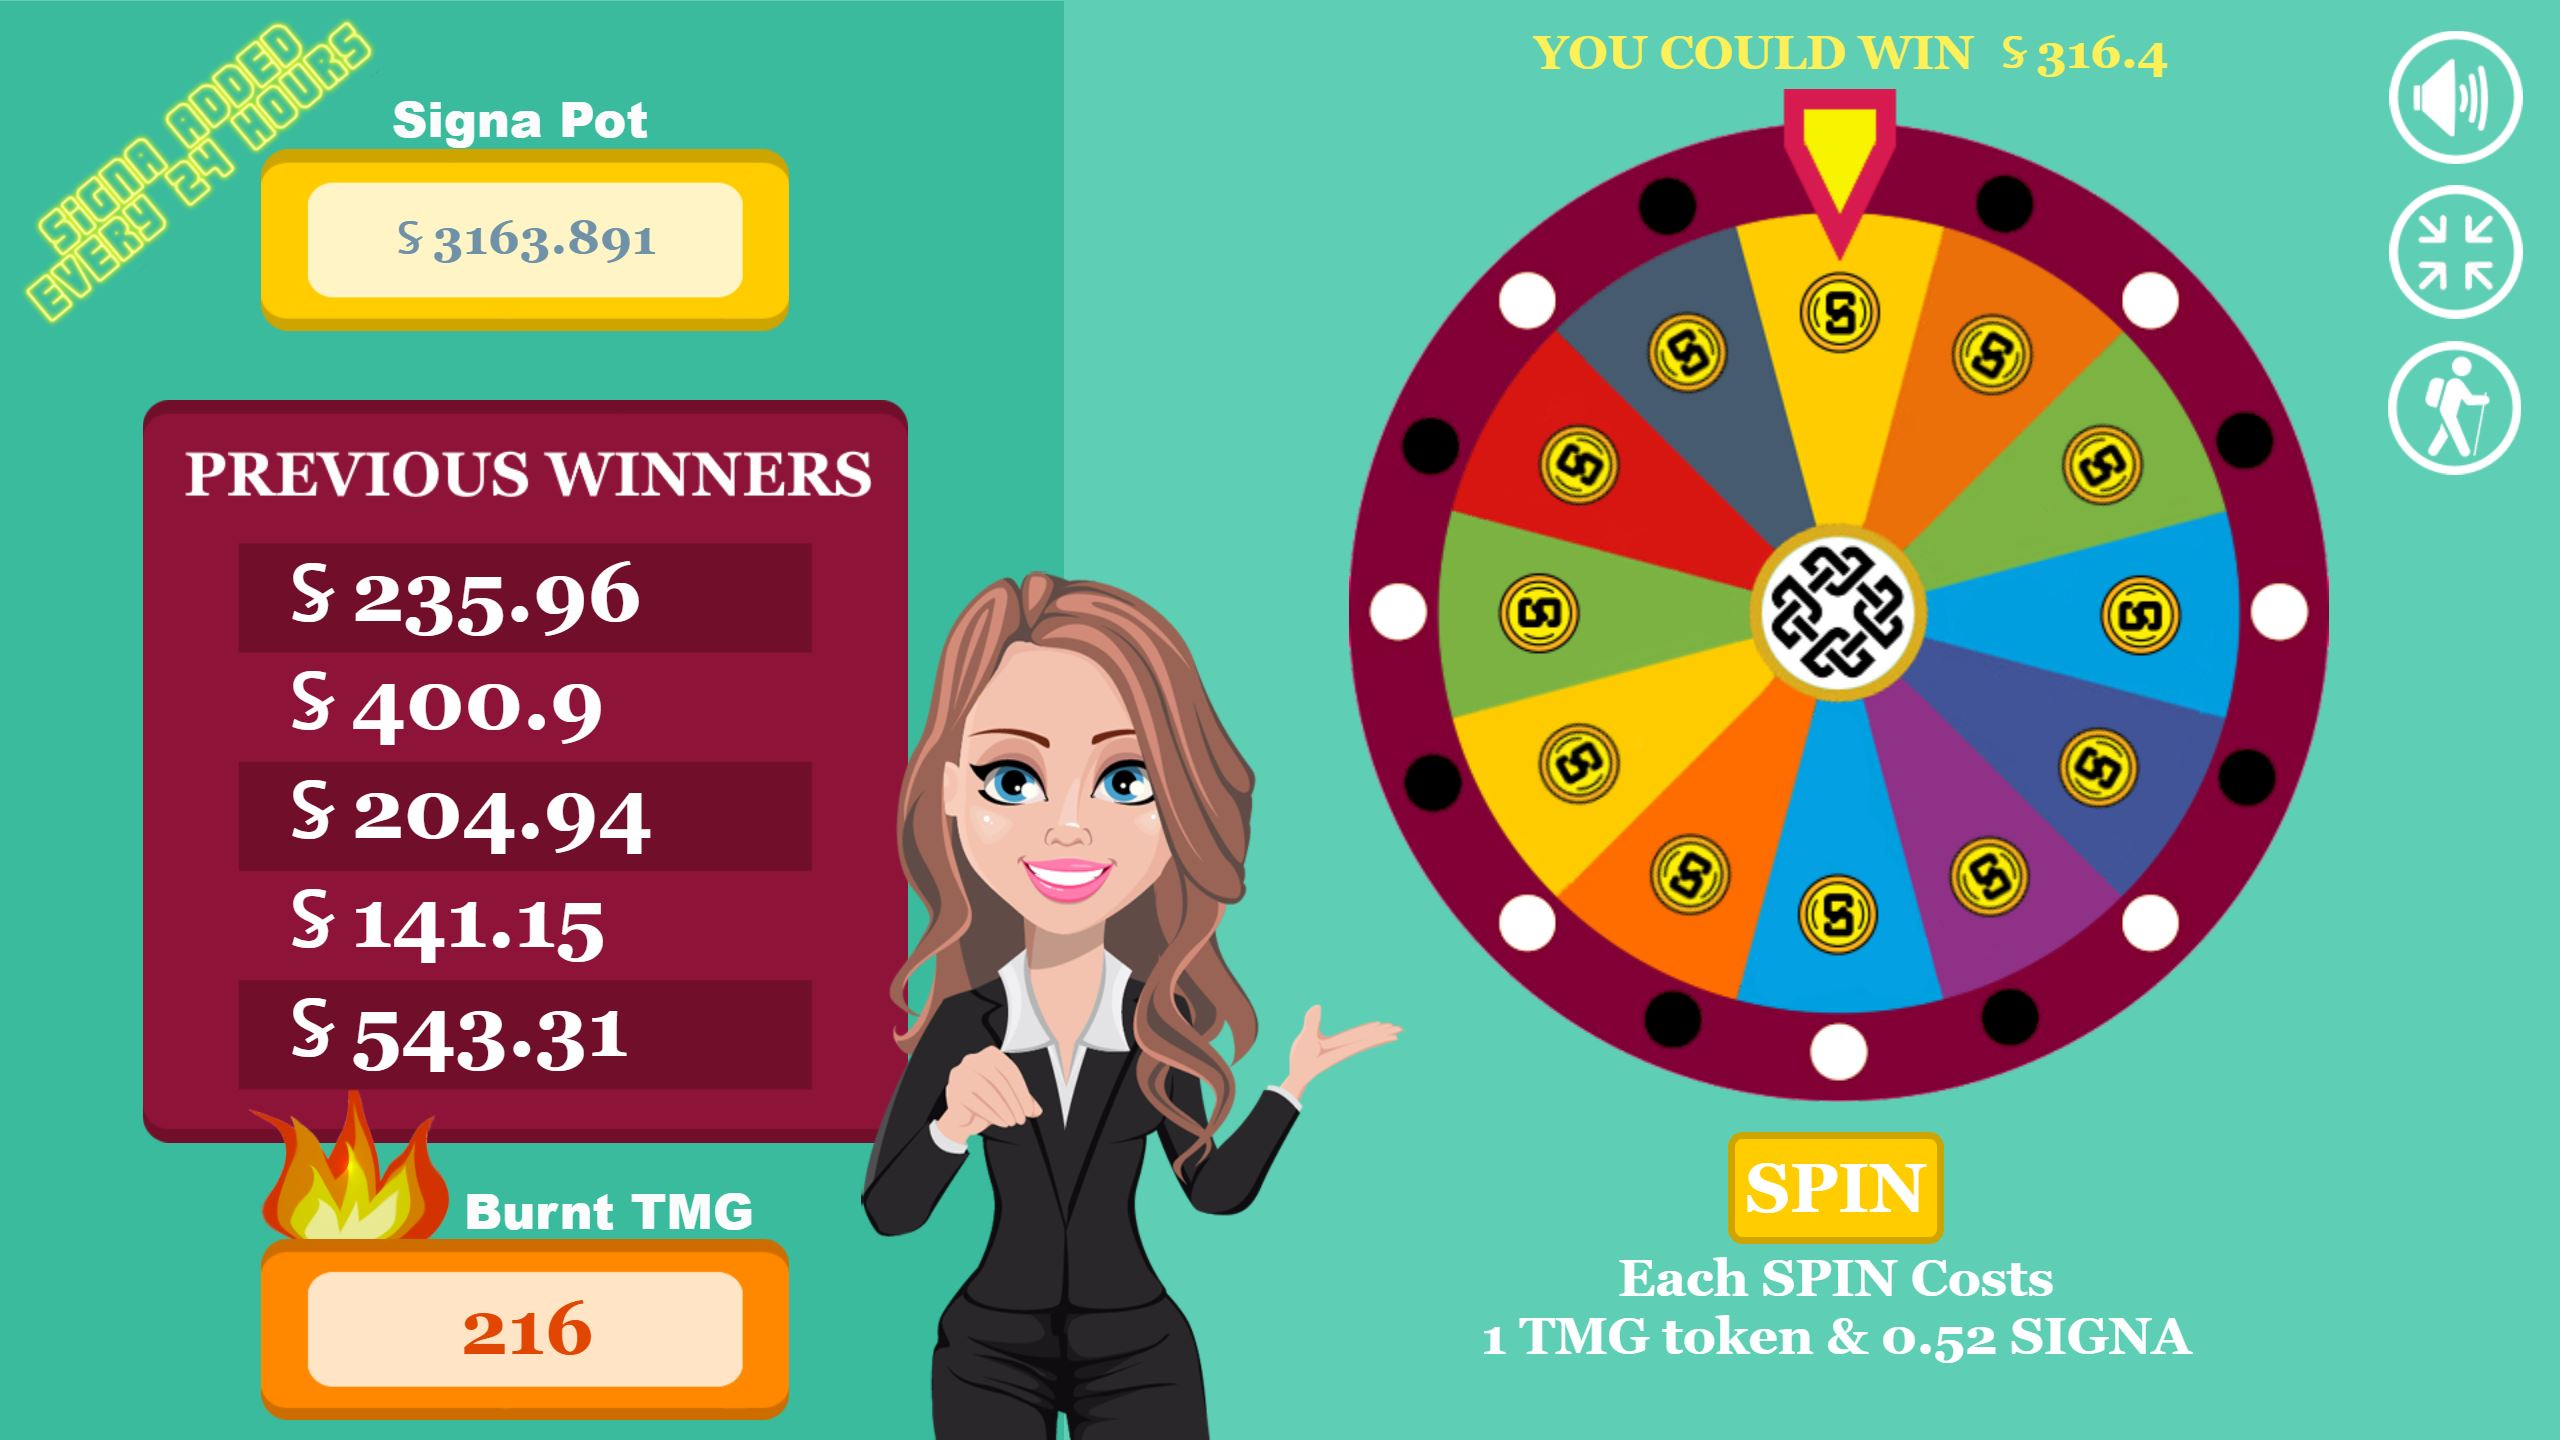 SIGNA ADDED
EVERY 24 HOURS
Signa Pot
S 3163.891
PREVIOUS WINNERS
S 235.96
S 400.9
S 204.94
S 141.15
S 543.31
Burnt TMG
216
YOU COULD WIN S 316.4
SPIN
Each SPIN Costs
1 TMG token & 0.52 SIGNA